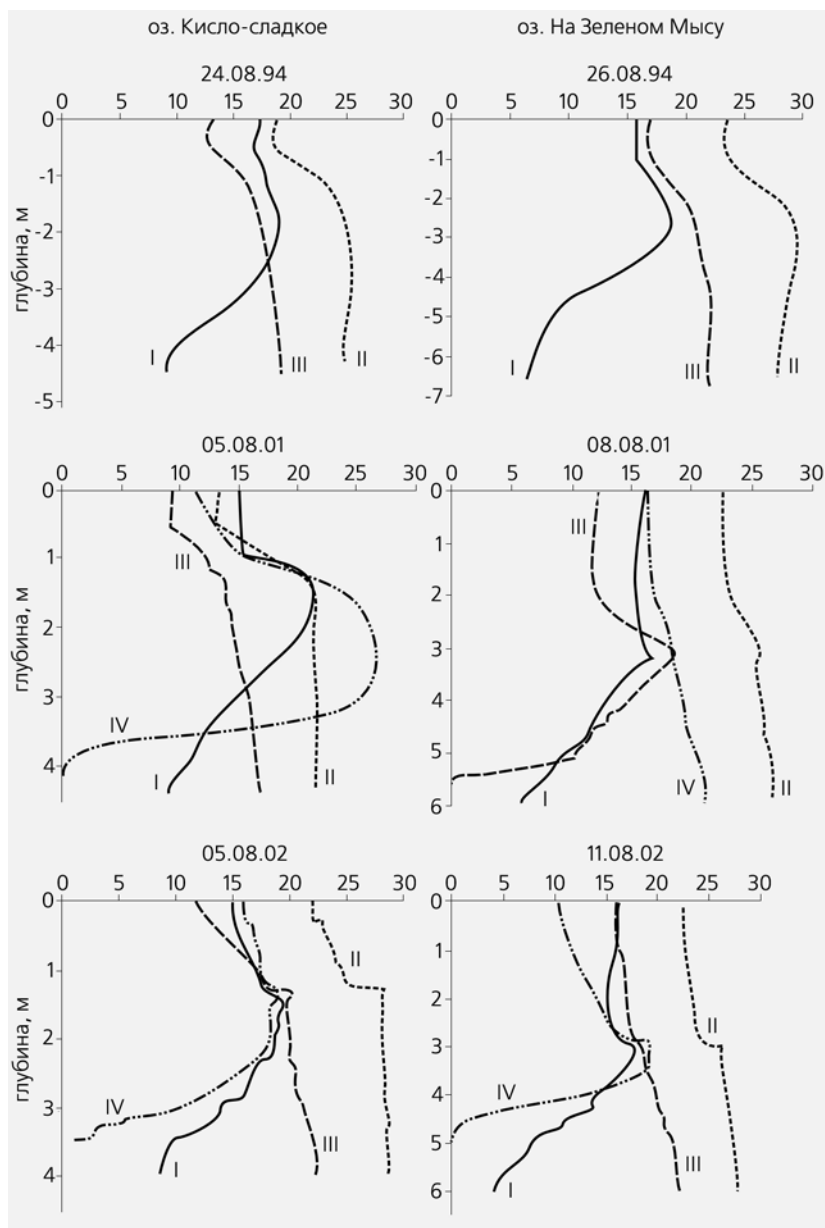 оз. Кисло-сладкое
оз. На Зеленом Мысу
24.08.94
0 5 10 15 20 25 30
0
-1
-2
-3
-4
-5
глубина, м
I
III
II
26.08.94
0 5 10 15 20 25 30
0
-1
-2
-3
-4
-5
-6
-7
I
III
II
05.08.01
0 5 10 15 20 25 30
0
1
2
3
4
глубина, м
III
IV
I
II
08.08.01
0 5 10 15 20 25 30
0
1
2
3
4
5
6
III
I
IV
II
05.08.02
0 5 10 15 20 25 30
0
1
2
3
4
глубина, м
II
IV
I
III
11.08.02
0 5 10 15 20 25 30
0
1
2
3
4
5
6
II
IV
I
III